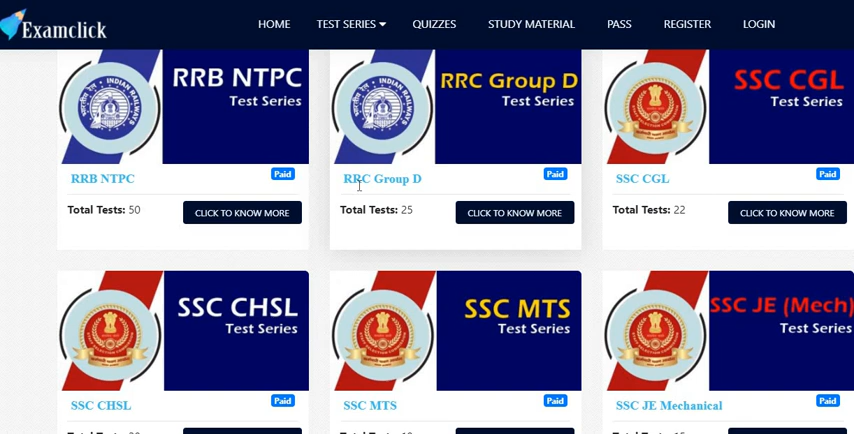 Examclick
HOME TEST SERIES QUIZZES STUDY MATERIAL PASS REGISTER LOGIN
RRB NTPC
Test Series
RRC Group D
Test Series
SSC CGL
Test Series
RRB NTPC Paid
RRC Group D Paid
SSC CGL Paid
Total Tests: 50 CLICK TO KNOW MORE
Total Tests: 25 CLICK TO KNOW MORE
Total Tests: 22 CLICK TO KNOW MORE
SSC CHSL
Test Series
SSC MTS
Test Series
SSC JE (Mech)
Test Series
SSC CHSL Paid
SSC MTS Paid
SSC JE Mechanical Paid